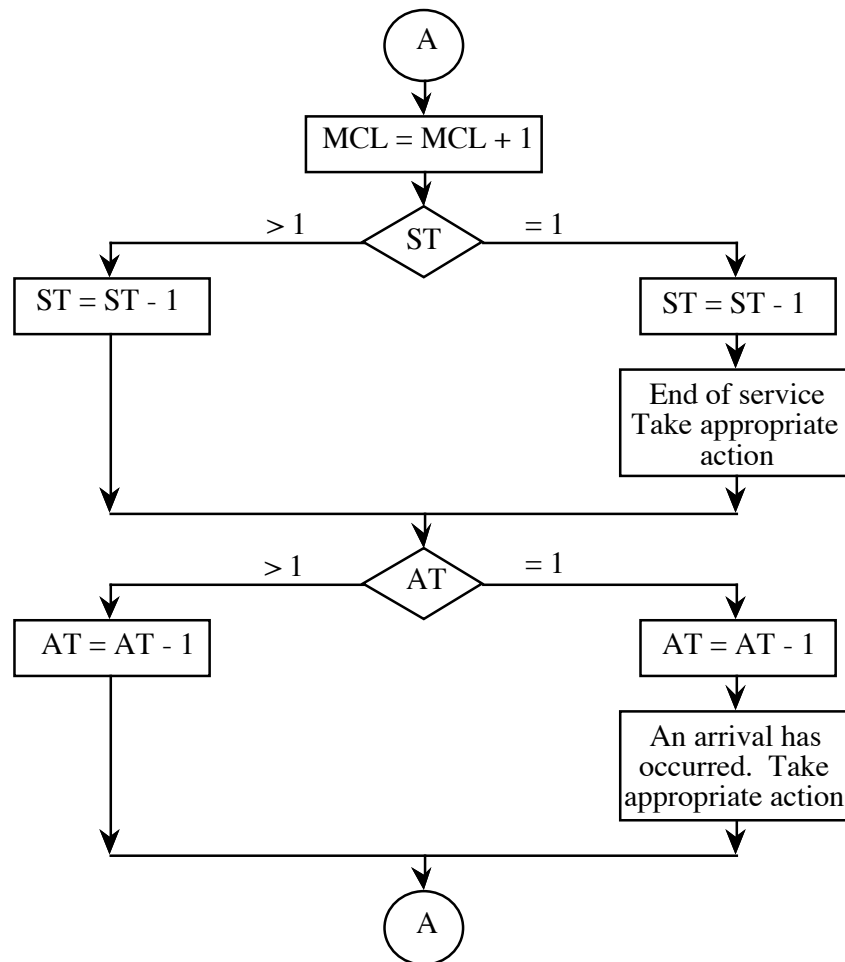 A
MCL = MCL + 1
> 1
ST
= 1
ST = ST - 1
ST = ST - 1
End of service
Take appropriate
action
> 1
AT
= 1
AT = AT - 1
AT = AT - 1
An arrival has
occurred. Take
appropriate action
A